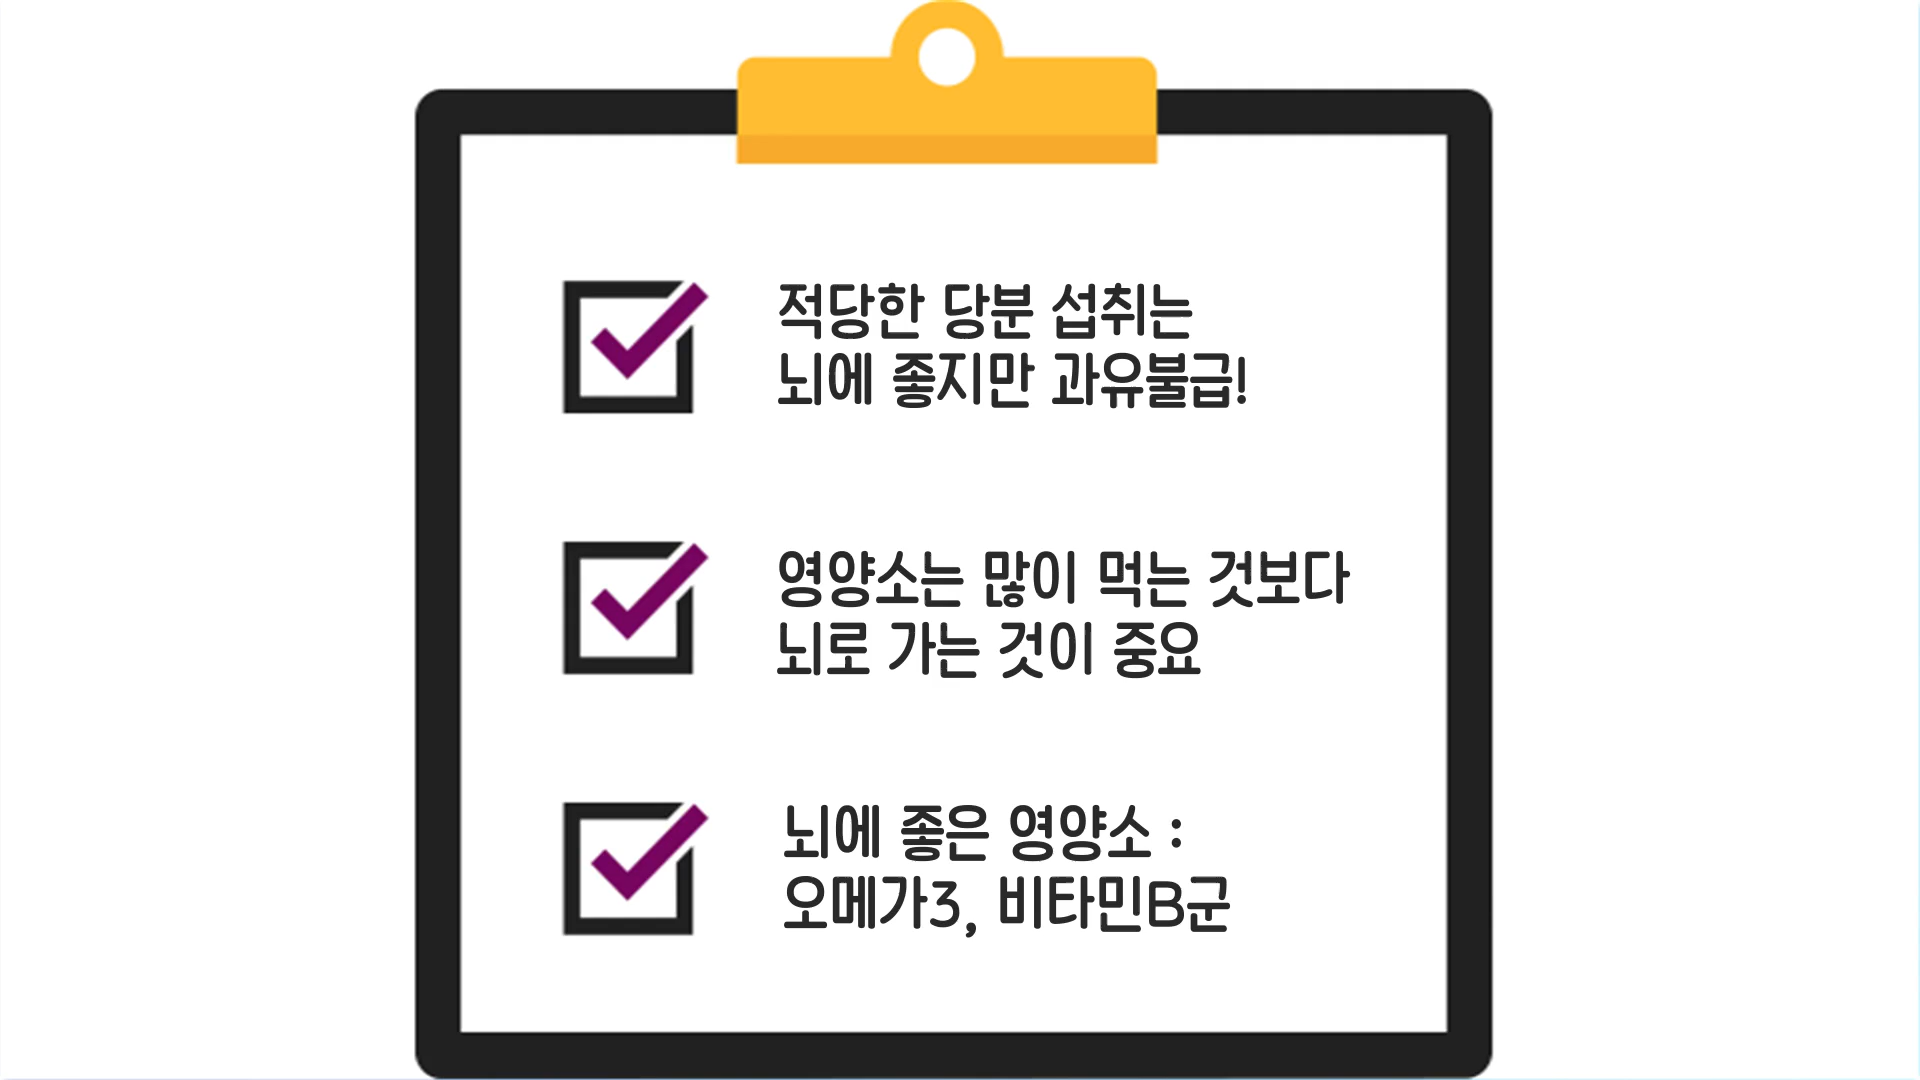 적당한 당분 섭취는
뇌에 좋지만 과유불급!
영양소는 많이 먹는 것보다
뇌로 가는 것이 중요
뇌에 좋은 영양소 :
오메가3, 비타민B군